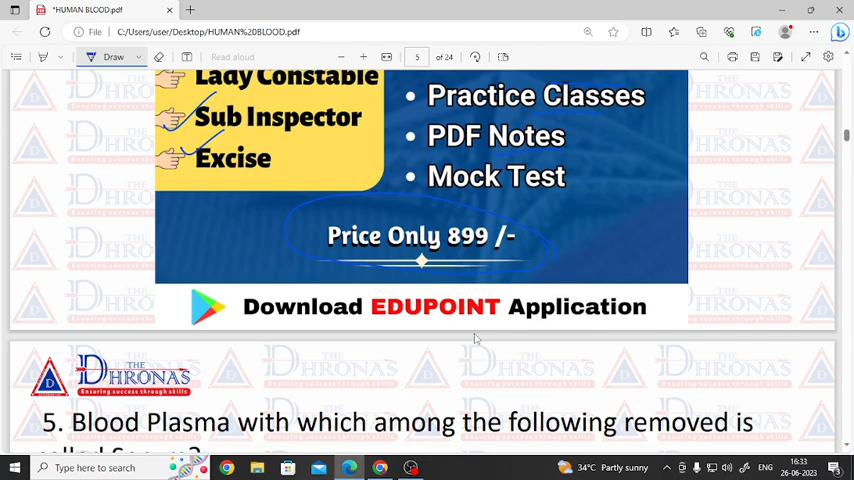 *HUMAN BLOOD.pdf
File
C:/Users/user/Desktop/HUMAN%20BLOOD.pdf
Draw
Read aloud
5 of 24
Lady Constable
Sub Inspector
Excise
• Practice Classes
• PDF Notes
• Mock Test
Price Only 899 /-
Download EDUPOINT Application
THE
DHRONAS
Ensuring success through skills
5. Blood Plasma with which among the following removed is
Type here to search
34°C Partly sunny
ENG
16:33
26-06-2023